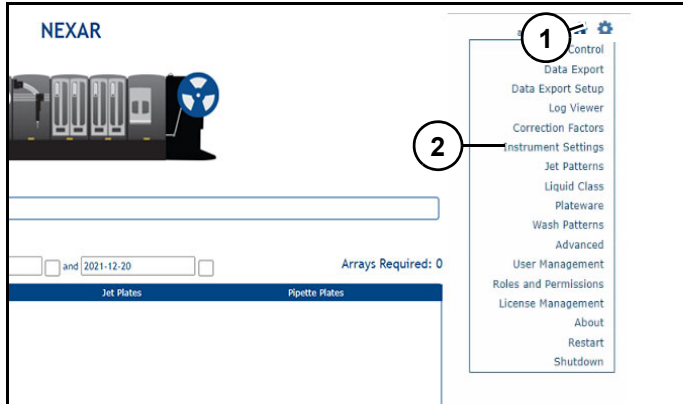 NEXAR
1
Control
Data Export
Data Export Setup
Log Viewer
Correction Factors
2
Instrument Settings
Jet Patterns
Liquid Class
Plateware
Wash Patterns
Advanced
and 2021-12-20
Arrays Required: 0
User Management
Jet Plates
Pipette Plates
Roles and Permissions
License Management
About
Restart
Shutdown